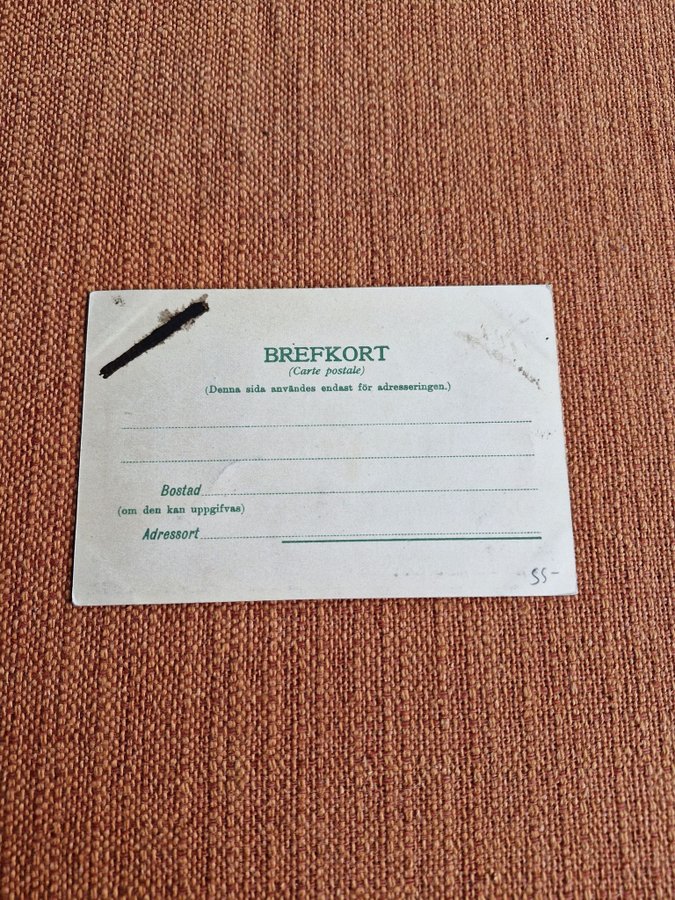 BREFKORT
(Carte postale)
(Denna sida användes endast för adresseringen.)
Bostad
(om den kan uppgifvas)
Adressort
55-